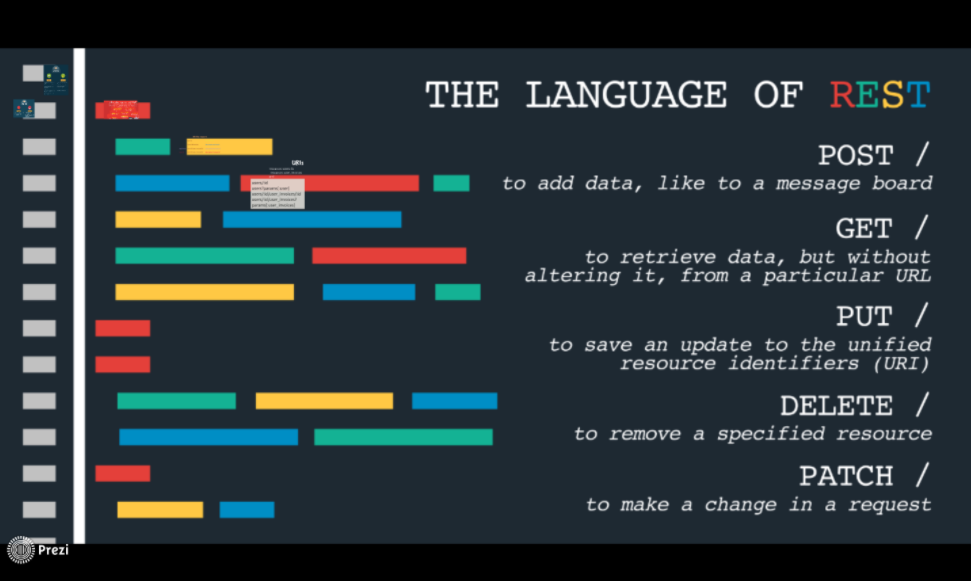 THE LANGUAGE OF REST
POST /
to add data, like to a message board
GET /
to retrieve data, but without
altering it, from a particular URL
PUT /
to save an update to the unified
resource identifiers (URI)
DELETE /
to remove a specified resource
PATCH /
to make a change in a request
URIs
Prezi